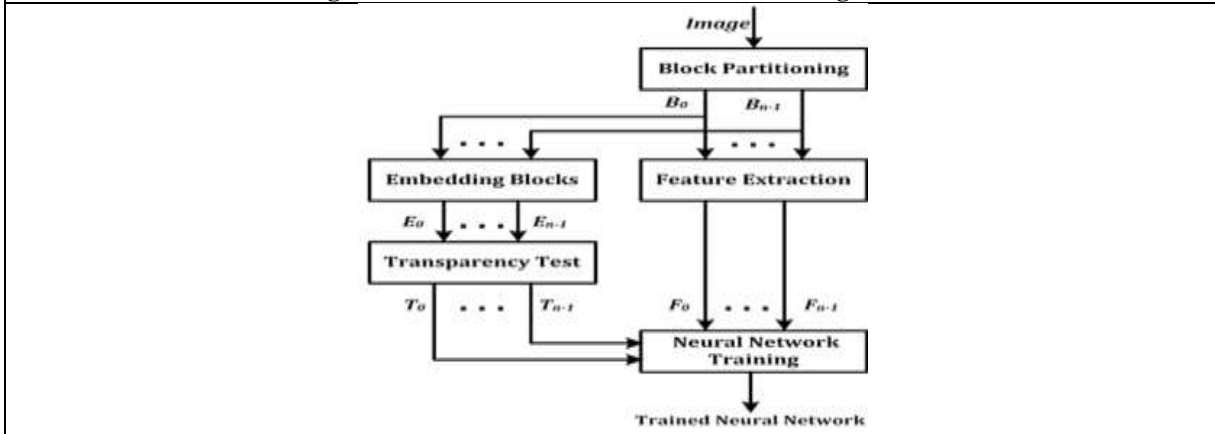 Image
Block Partitioning
B0 Bn-1
. . . . . .
Embedding Blocks Feature Extraction
E0 . . . En-1
Transparency Test
T0 . . . Tn-1 F0 . . . Fn-1
Neural Network
Training
Trained Neural Network